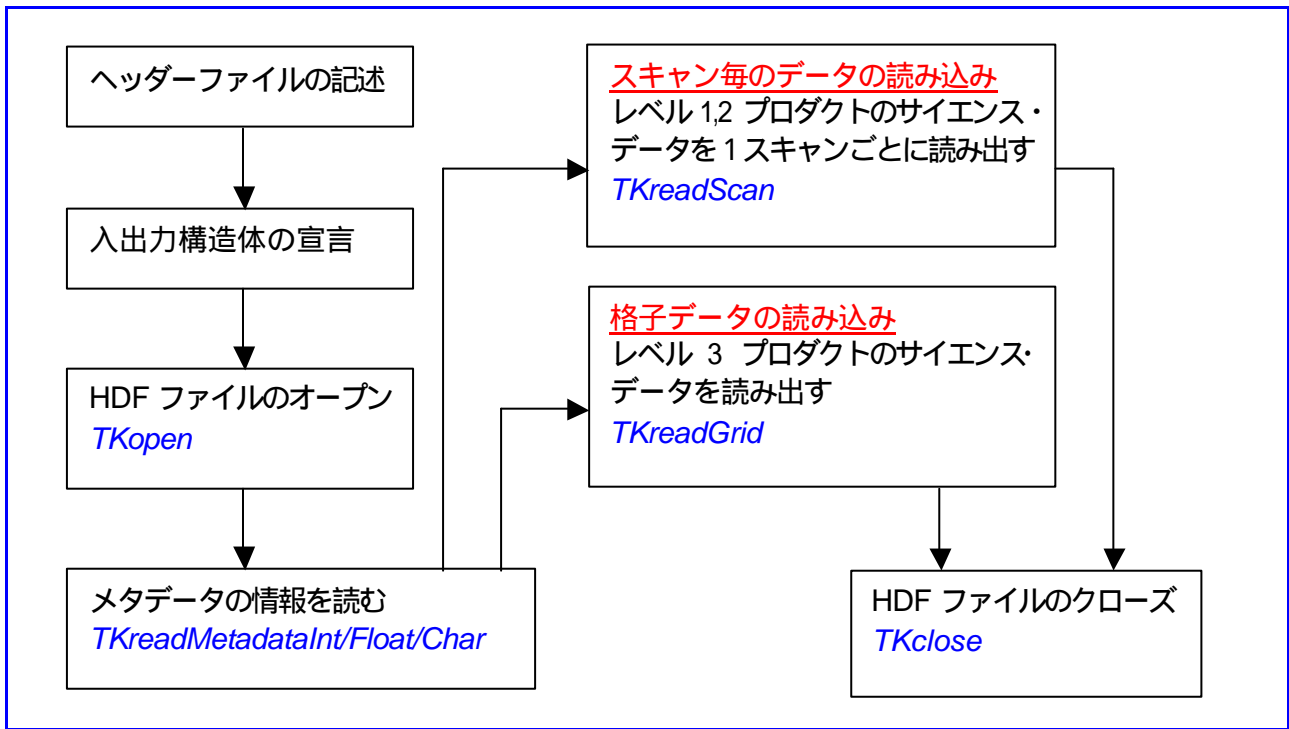 ヘッダーファイルの記述
入出力構造体の宣言
HDF ファイルのオープン
TKopen
メタデータの情報を読む
TKreadMetadataInt/Float/Char
スキャン毎のデータの読み込み
レベル 1,2 プロダクトのサイエンス・
データを 1 スキャンごとに読み出す
TKreadScan
格子データの読み込み
レベル 3 プロダクトのサイエンス・
データを読み出す
TKreadGrid
HDF ファイルのクローズ
TKclose